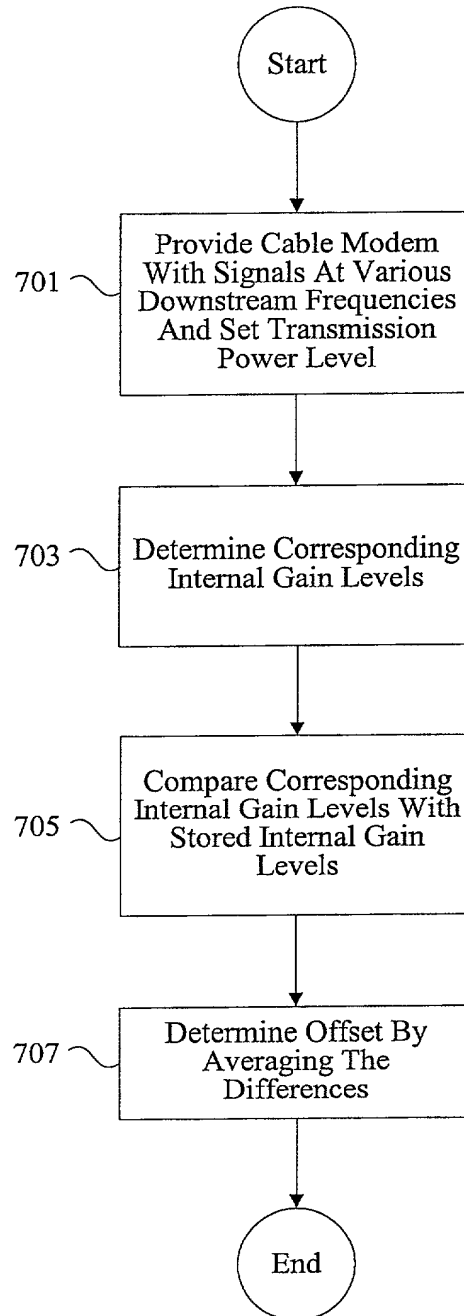 Start
701
Provide Cable Modem
With Signals At Various
Downstream Frequencies
And Set Transmission
Power Level
703
Determine Corresponding
Internal Gain Levels
705
Compare Corresponding
Internal Gain Levels With
Stored Internal Gain
Levels
707
Determine Offset By
Averaging The
Differences
End